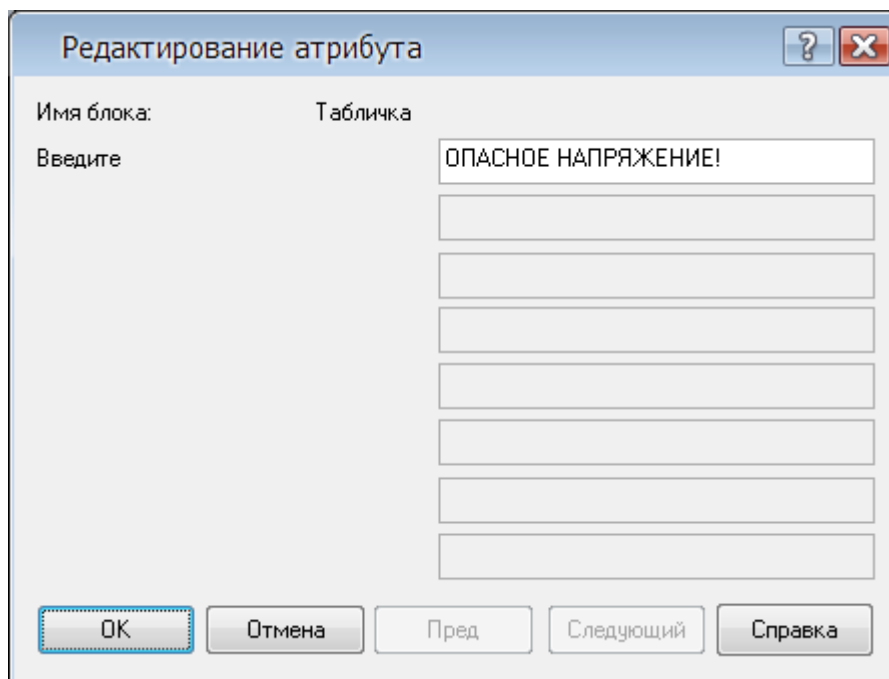 Редактирование атрибута
Имя блока: Табличка
Введите ОПАСНОЕ НАПРЯЖЕНИЕ!
OK Отмена Пред Следующий Справка